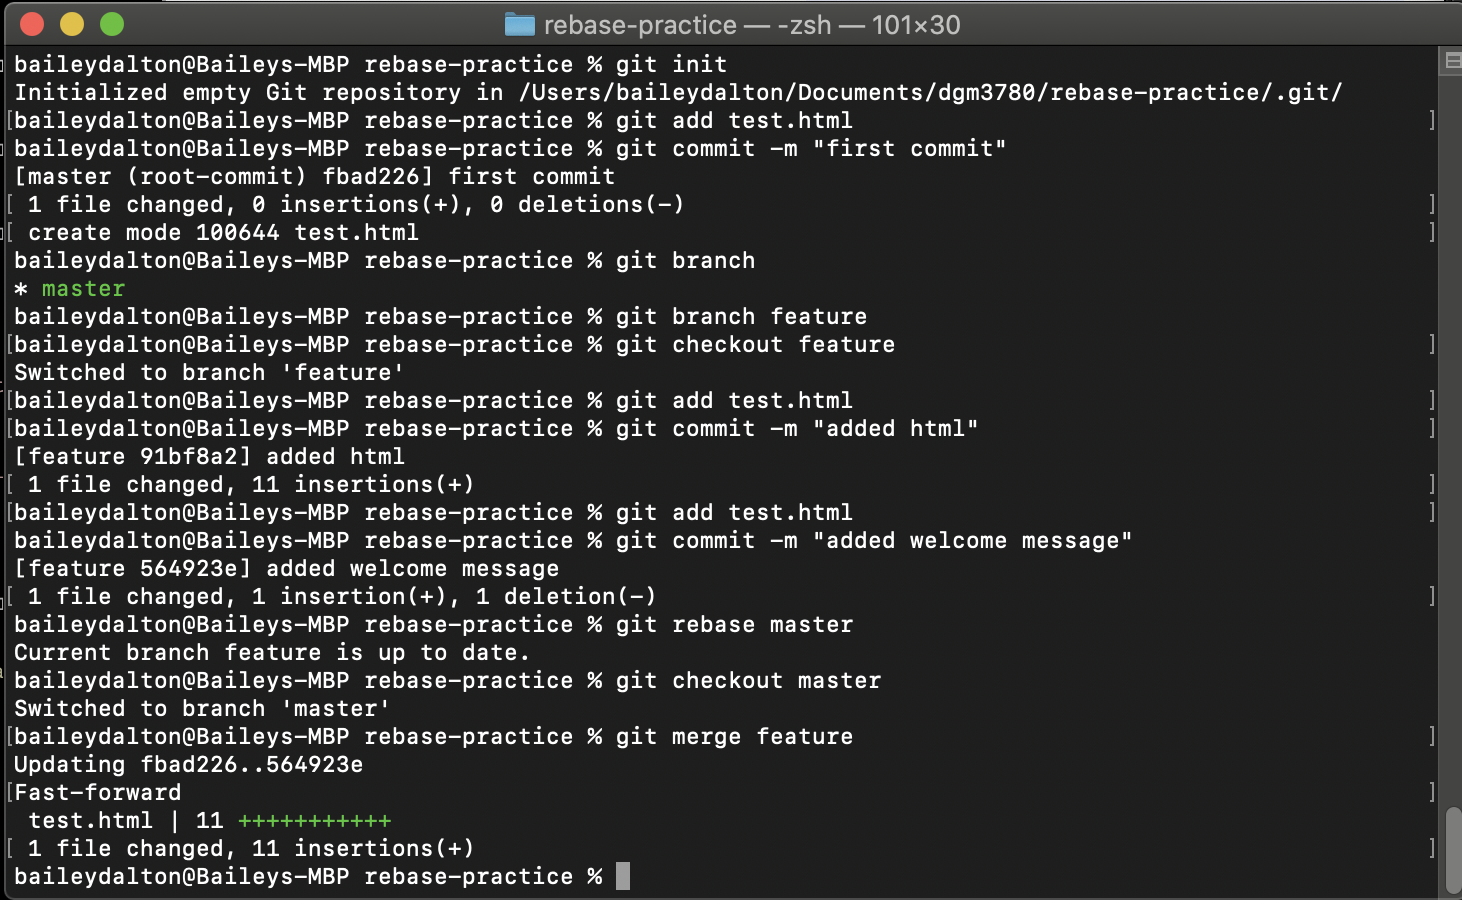 rebase-practice — -zsh — 101×30
baileydalton@Baileys-MBP rebase-practice % git init
Initialized empty Git repository in /Users/baileydalton/Documents/dgm3780/rebase-practice/.git/
[baileydalton@Baileys-MBP rebase-practice % git add test.html ]
baileydalton@Baileys-MBP rebase-practice % git commit -m "first commit"
[master (root-commit) fbad226] first commit
[ 1 file changed, 0 insertions(+), 0 deletions(-) ]
[ create mode 100644 test.html ]
baileydalton@Baileys-MBP rebase-practice % git branch
* master
baileydalton@Baileys-MBP rebase-practice % git branch feature
[baileydalton@Baileys-MBP rebase-practice % git checkout feature ]
Switched to branch 'feature'
[baileydalton@Baileys-MBP rebase-practice % git add test.html ]
[baileydalton@Baileys-MBP rebase-practice % git commit -m "added html" ]
[feature 91bf8a2] added html
[ 1 file changed, 11 insertions(+) ]
[baileydalton@Baileys-MBP rebase-practice % git add test.html ]
baileydalton@Baileys-MBP rebase-practice % git commit -m "added welcome message"
[feature 564923e] added welcome message
[ 1 file changed, 1 insertion(+), 1 deletion(-) ]
baileydalton@Baileys-MBP rebase-practice % git rebase master
Current branch feature is up to date.
baileydalton@Baileys-MBP rebase-practice % git checkout master
Switched to branch 'master'
[baileydalton@Baileys-MBP rebase-practice % git merge feature ]
Updating fbad226..564923e
[Fast-forward ]
test.html | 11 +++++++++++
[ 1 file changed, 11 insertions(+) ]
baileydalton@Baileys-MBP rebase-practice %